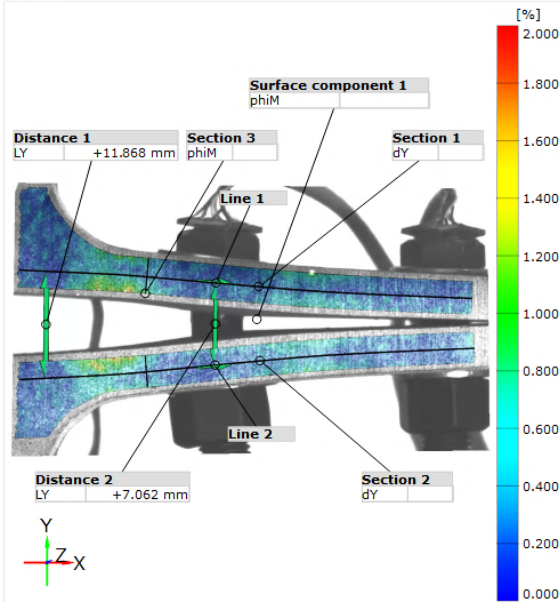 [%]
2.000
Surface component 1
phiM
1.800
Distance 1
LY +11.868 mm
Section 3
phiM
Section 1
dY
1.600
1.400
Line 1
1.200
1.000
0.800
Line 2
0.600
Distance 2
LY +7.062 mm
Section 2
dY
0.400
Y
Z X
0.200
0.000